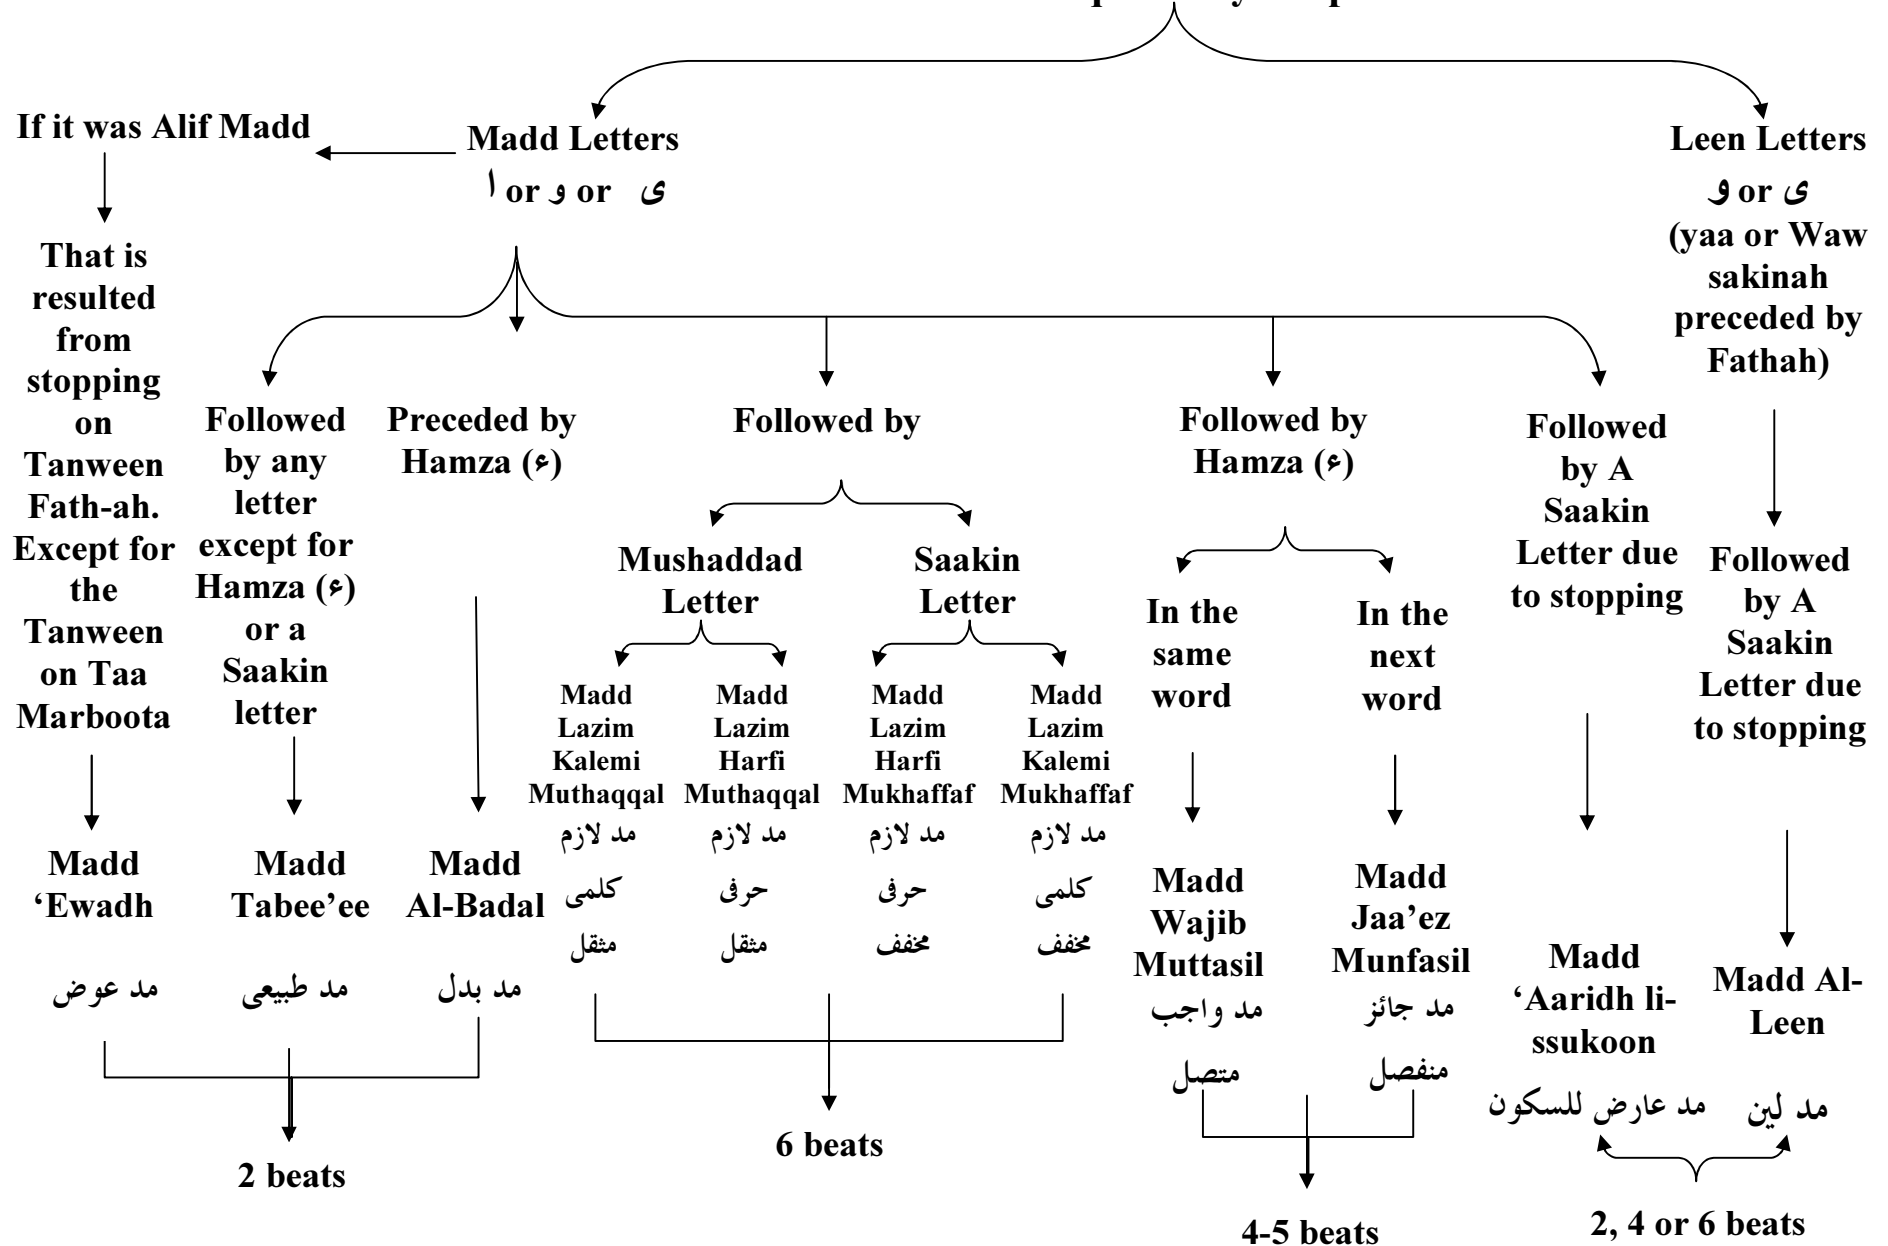 If it was Alif Madd
Madd Letters
ا or و or ى
Leen Letters
و or ى
(yaa or Waw
sakinah
preceded by
Fathah)
That is
resulted
from
stopping
on
Tanween
Fath-ah.
Except for
the
Tanween
on Taa
Marboota
Followed
by any
letter
except for
Hamza (ء)
or a
Saakin
letter
Preceded by
Hamza (ء)
Followed by
Mushaddad
Letter
Saakin
Letter
Followed by
Hamza (ء)
In the
same
word
In the
next
word
Followed
by A
Saakin
Letter due
to stopping
Followed
by A
Saakin
Letter due
to stopping
Madd
‘Ewadh
مد عوض
Madd
Tabee’ee
مد طبيعى
Madd
Al-Badal
مد بدل
Madd
Lazim
Kalemi
Muthaqqal
مد لازم
كلمى
مثقل
Madd
Lazim
Harfi
Muthaqqal
مد لازم
حرفى
مثقل
Madd
Lazim
Harfi
Mukhaffaf
مد لازم
حرفى
مخفف
Madd
Lazim
Kalemi
Mukhaffaf
مد لازم
كلمى
مخفف
Madd
Wajib
Muttasil
مد واجب
متصل
Madd
Jaa’ez
Munfasil
مد جائز
منفصل
Madd
‘Aaridh li-
ssukoon
مد عارض للسكون
Madd Al-
Leen
مد لين
2 beats
6 beats
4-5 beats
2, 4 or 6 beats